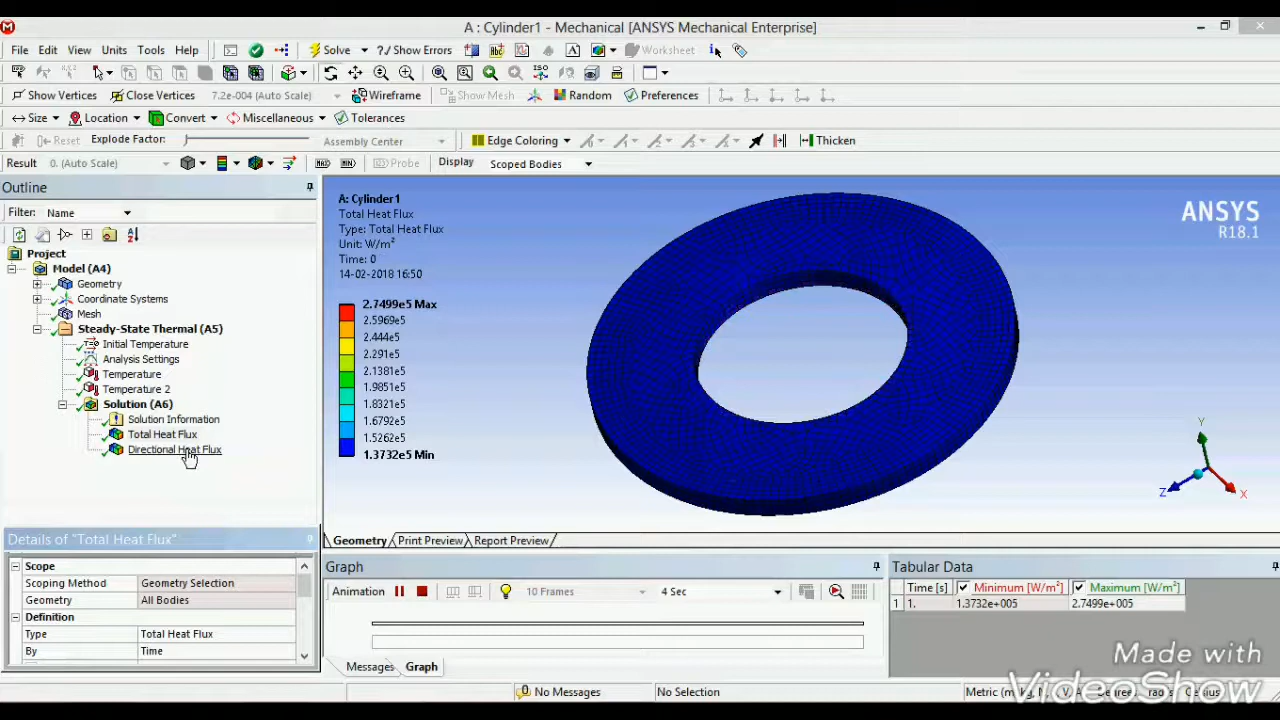 A : Cylinder1 - Mechanical [ANSYS Mechanical Enterprise]
File Edit View Units Tools Help Solve ?/ Show Errors Worksheet
Show Vertices Close Vertices 7.2e-004 (Auto Scale) Wireframe Show Mesh Random Preferences
Size Location Convert Miscellaneous Tolerances
Reset Explode Factor: Assembly Center Edge Coloring Thicken
Result 0. (Auto Scale) Probe Display Scoped Bodies
Outline
Filter: Name
Project
Model (A4)
Geometry
Coordinate Systems
Mesh
Steady-State Thermal (A5)
Initial Temperature
Analysis Settings
Temperature
Temperature 2
Solution (A6)
Solution Information
Total Heat Flux
Directional Heat Flux
Details of "Total Heat Flux"
Scope
Scoping Method Geometry Selection
Geometry All Bodies
Definition
Type Total Heat Flux
By Time
A: Cylinder1
Total Heat Flux
Type: Total Heat Flux
Unit: W/m²
Time: 0
14-02-2018 16:50
2.7499e5 Max
2.5969e5
2.444e5
2.291e5
2.1381e5
1.9851e5
1.8321e5
1.6792e5
1.5262e5
1.3732e5 Min
ANSYS
R18.1
Y
Z
X
Geometry Print Preview Report Preview
Graph
Animation 10 Frames 4 Sec
Messages Graph
Tabular Data
Time [s] Minimum [W/m²] Maximum [W/m²]
1 1. 1.3732e+005 2.7499e+005
No Messages No Selection Metric
Made with
VideoShow